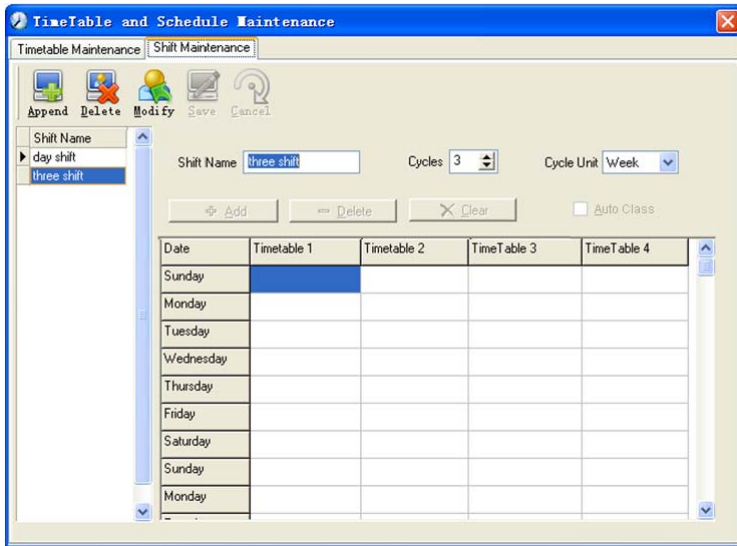 TimeTable and Schedule Maintenance
Timetable Maintenance Shift Maintenance
Append Delete Modify Save Cancel
Shift Name
day shift
three shift
Shift Name three shift Cycles 3 Cycle Unit Week
Add Delete Clear Auto Class
Date Timetable 1 Timetable 2 TimeTable 3 TimeTable 4
Sunday
Monday
Tuesday
Wednesday
Thursday
Friday
Saturday
Sunday
Monday